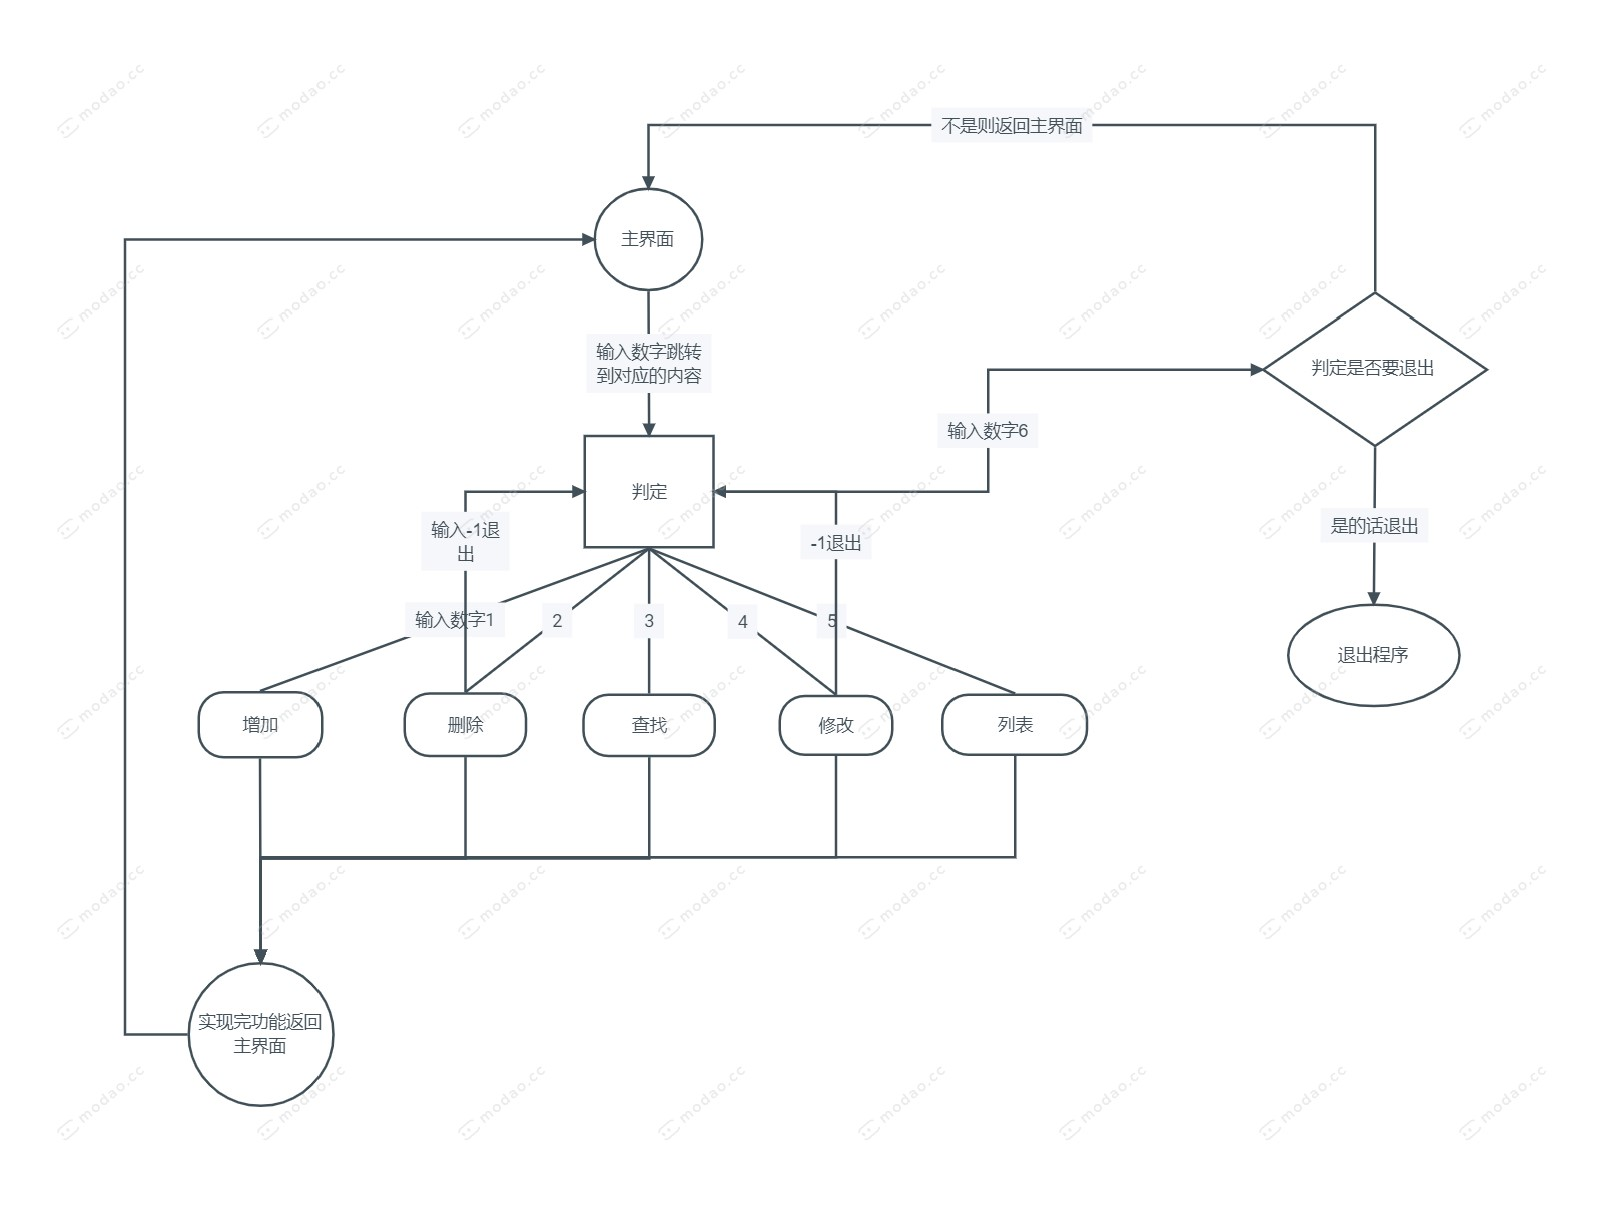 不是则返回主界面
主界面
输入数字跳转
到对应的内容
判定是否要退出
输入数字6
判定
输入-1退
出
-1退出
是的话退出
输入数字1
2
3
4
5
退出程序
增加
删除
查找
修改
列表
实现完功能返回
主界面
modao.cc